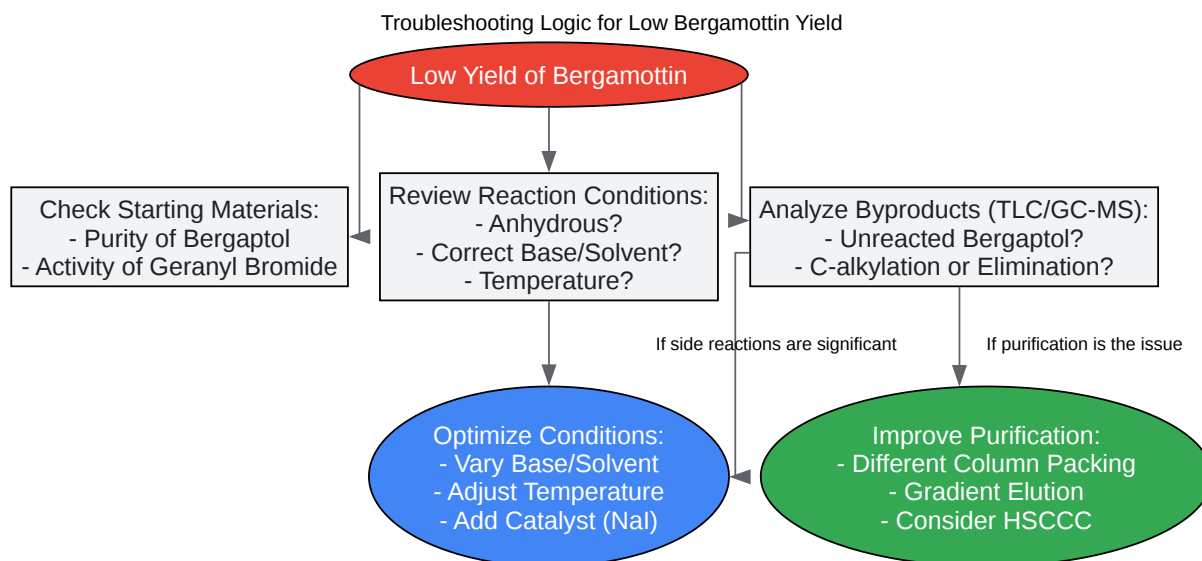 Troubleshooting Logic for Low Bergamottin Yield
Low Yield of Bergamottin
Check Starting Materials:
- Purity of Bergaptol
- Activity of Geranyl Bromide
Review Reaction Conditions:
- Anhydrous?
- Correct Base/Solvent?
- Temperature?
Analyze Byproducts (TLC/GC-MS):
- Unreacted Bergaptol?
- C-alkylation or Elimination?
If side reactions are significant
If purification is the issue
Optimize Conditions:
- Vary Base/Solvent
- Adjust Temperature
- Add Catalyst (NaI)
Improve Purification:
- Different Column Packing
- Gradient Elution
- Consider HSCCC